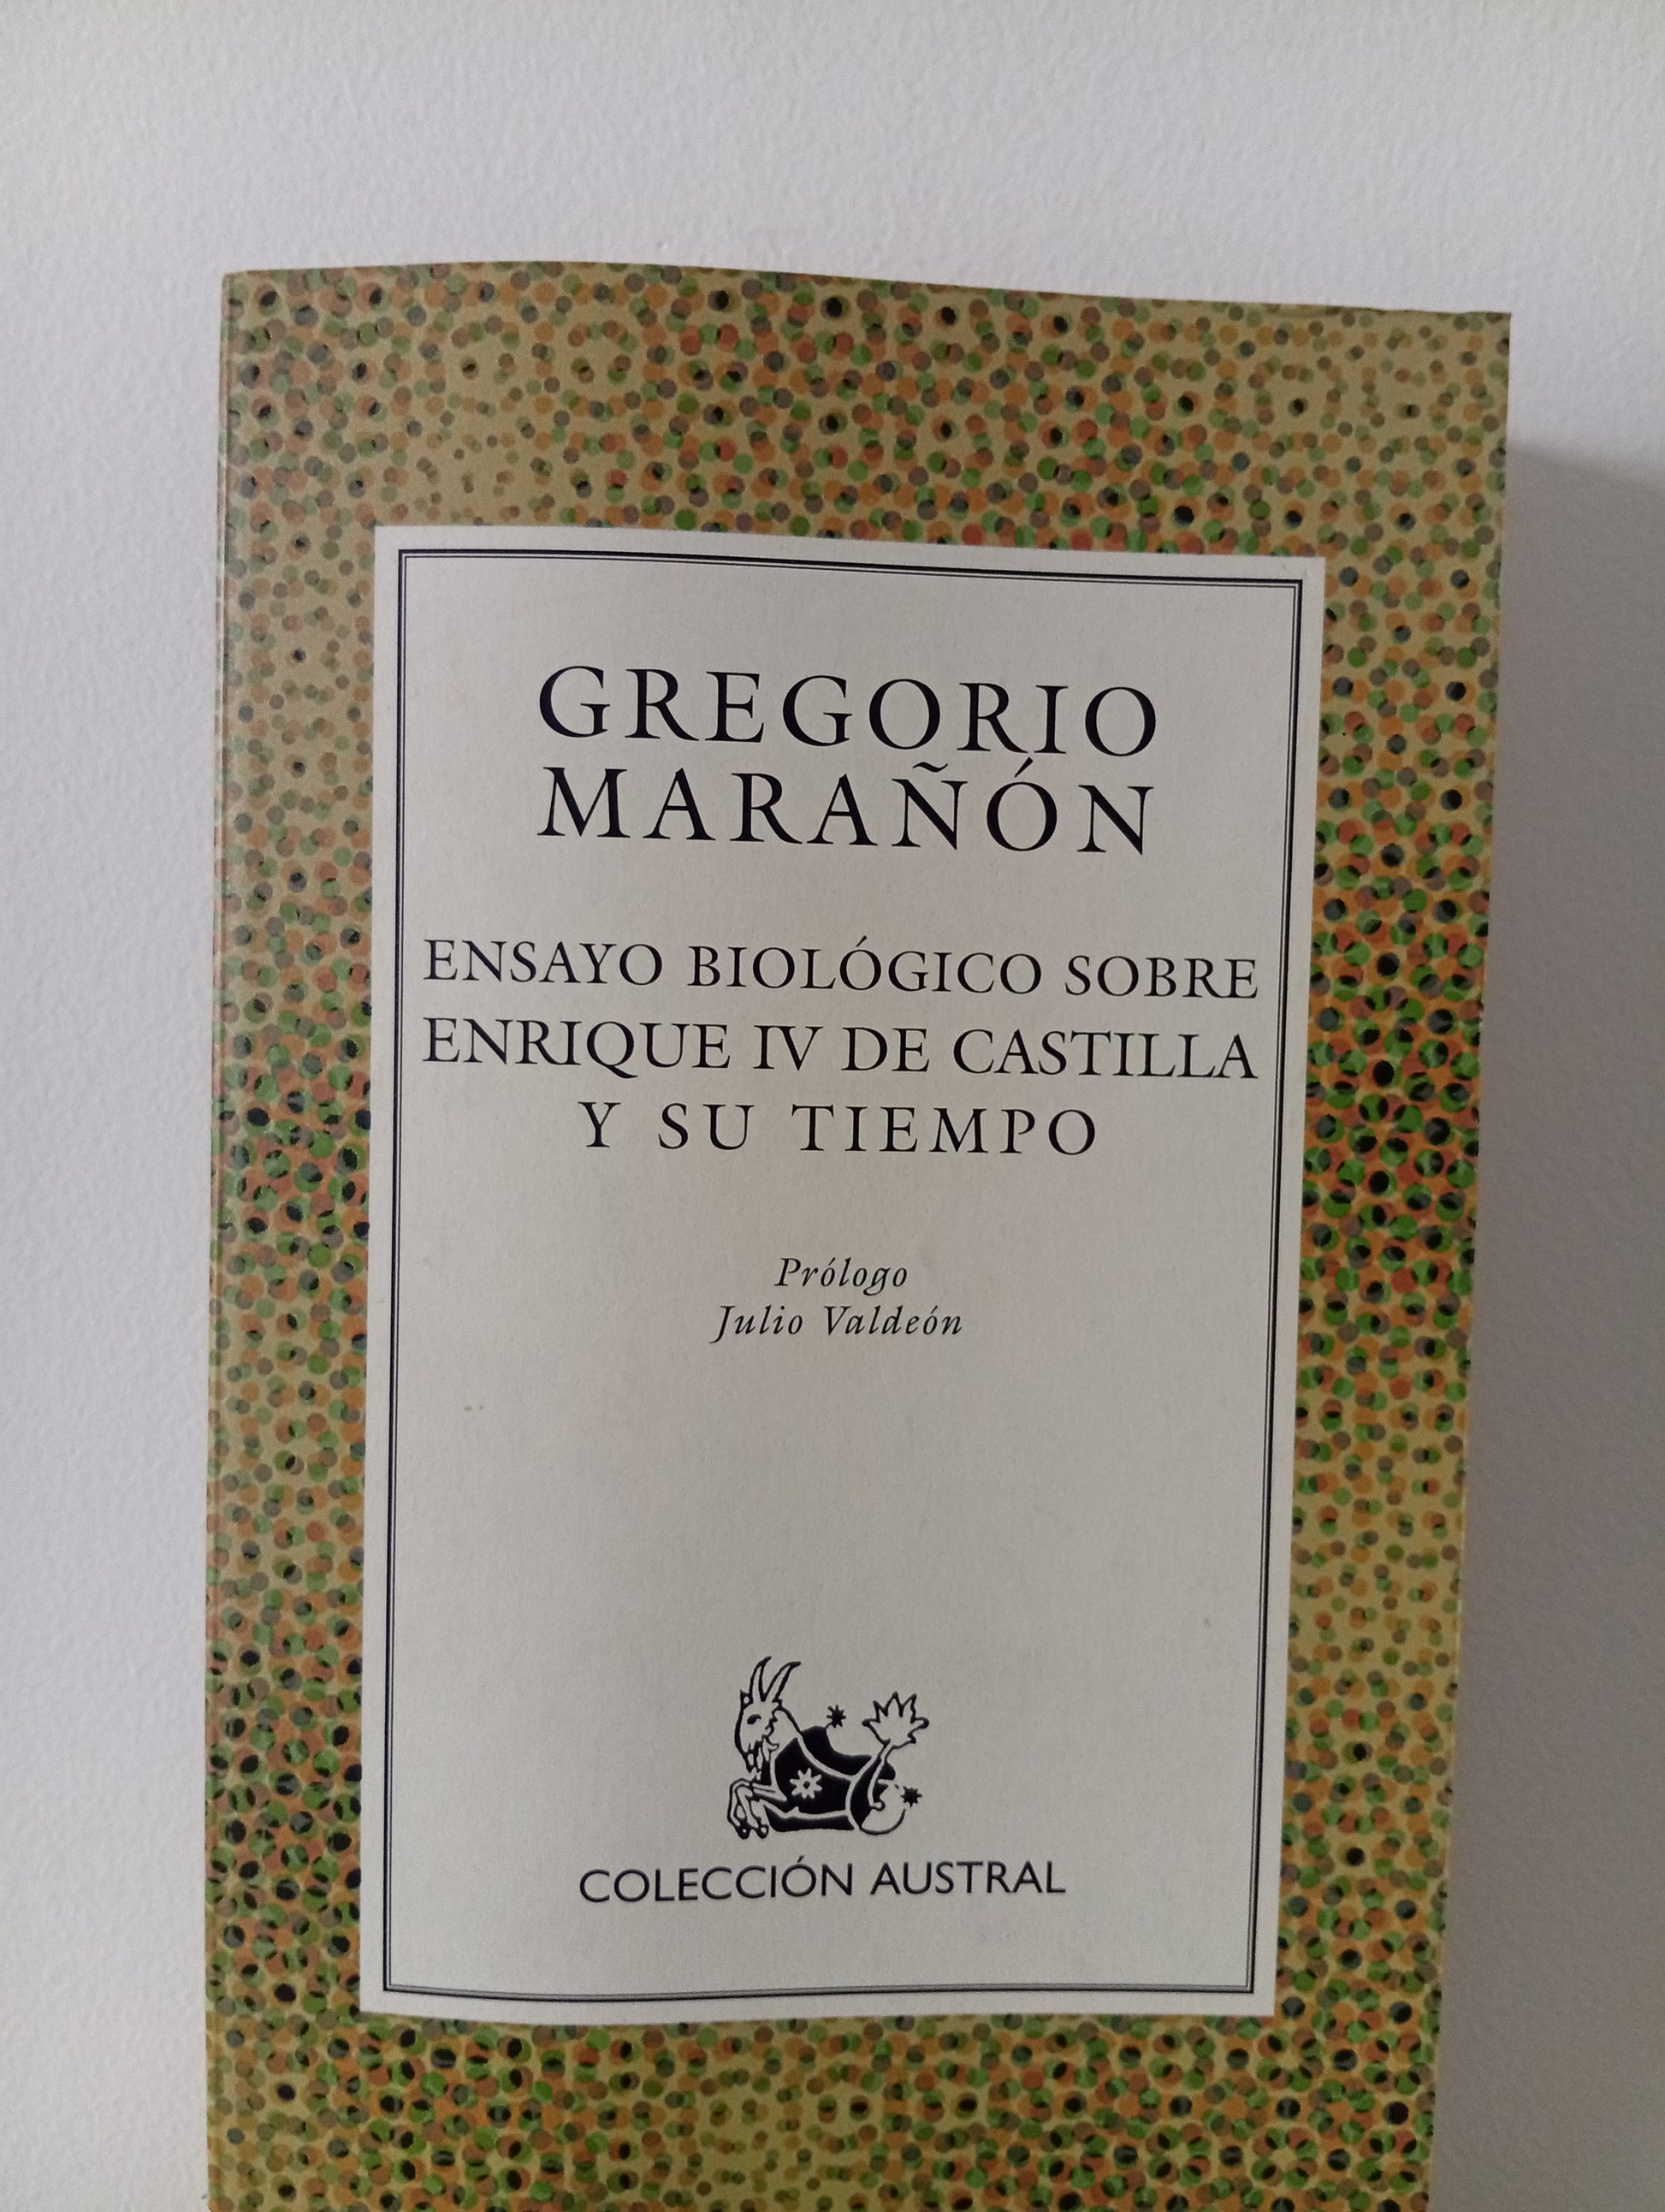 GREGORIO
MARAÑÓN
ENSAYO BIOLÓGICO SOBRE
ENRIQUE IV DE CASTILLA
Y SU TIEMPO
Prólogo
Julio Valdeón
COLECCIÓN AUSTRAL